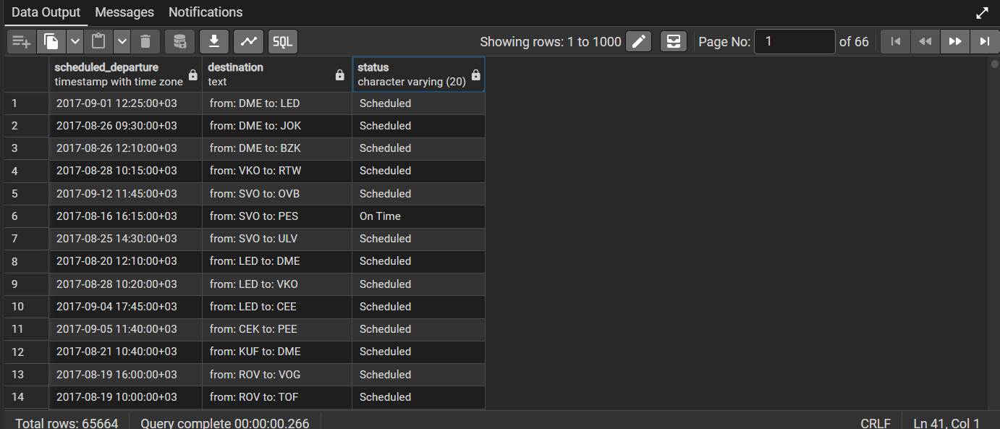 Data Output Messages Notifications
SQL Showing rows: 1 to 1000 Page No: 1 of 66
scheduled_departure destination status
timestamp with time zone text character varying (20)
1 2017-09-01 12:25:00+03 from: DME to: LED Scheduled
2 2017-08-26 09:30:00+03 from: DME to: JOK Scheduled
3 2017-08-26 12:10:00+03 from: DME to: BZK Scheduled
4 2017-08-28 10:15:00+03 from: VKO to: RTW Scheduled
5 2017-09-12 11:45:00+03 from: SVO to: OVB Scheduled
6 2017-08-16 16:15:00+03 from: SVO to: PES On Time
7 2017-08-25 14:30:00+03 from: SVO to: ULV Scheduled
8 2017-08-20 12:10:00+03 from: LED to: DME Scheduled
9 2017-08-28 10:20:00+03 from: LED to: VKO Scheduled
10 2017-09-04 17:45:00+03 from: LED to: CEE Scheduled
11 2017-09-05 11:40:00+03 from: CEK to: PEE Scheduled
12 2017-08-21 10:40:00+03 from: KUF to: DME Scheduled
13 2017-08-19 16:00:00+03 from: ROV to: VOG Scheduled
14 2017-08-19 10:00:00+03 from: ROV to: TOF Scheduled
Total rows: 65664 Query complete 00:00:00.266 CRLF Ln 41, Col 1